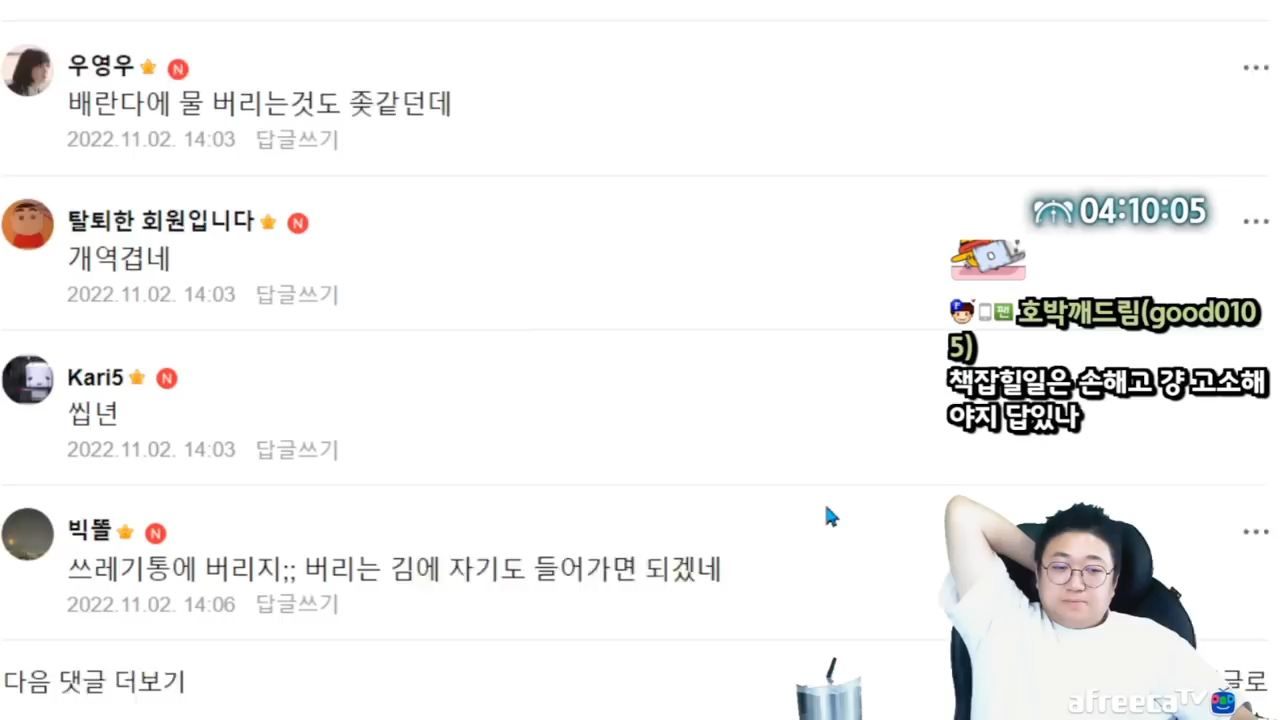 우영우
N
배란다에 물 버리는것도 좆같던데
2022.11.02. 14:03 답글쓰기
탈퇴한 회원입니다
N
개역겹네
2022.11.02. 14:03 답글쓰기
04:10:05
팬 호박깨드림(good010
5)
책잡힐일은 손해고 걍 고소해
야지 답있나
Kari5
N
씹년
2022.11.02. 14:03 답글쓰기
빅똘
N
쓰레기통에 버리지;; 버리는 김에 자기도 들어가면 되겠네
2022.11.02. 14:06 답글쓰기
다음 댓글 더보기
글로
afreecaTV